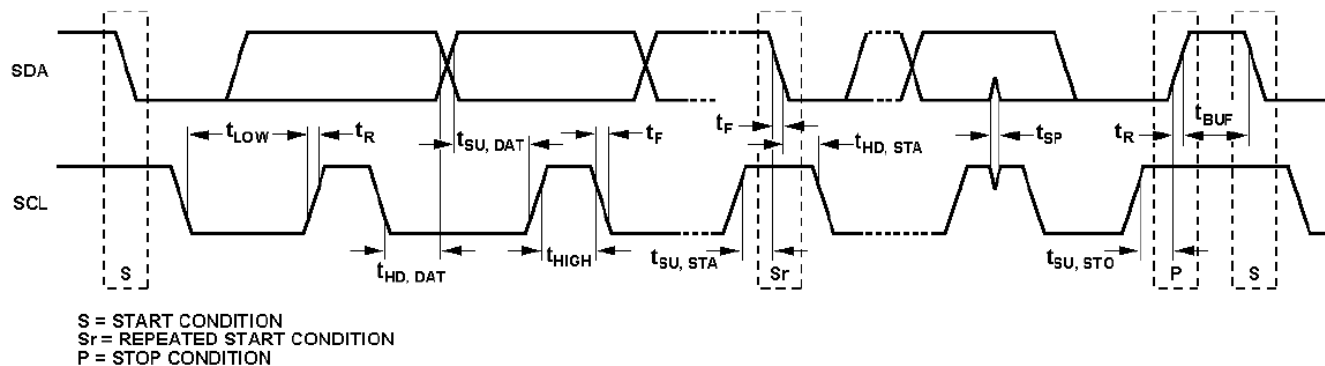 SDA
tLOW
tR
tSU, DAT
tF
tF
tHD, STA
tSP
tR
tBUF
SCL
tHD, DAT
tHIGH
tSU, STA
tSU, STO
S
Sr
P
S
S = START CONDITION
Sr = REPEATED START CONDITION
P = STOP CONDITION